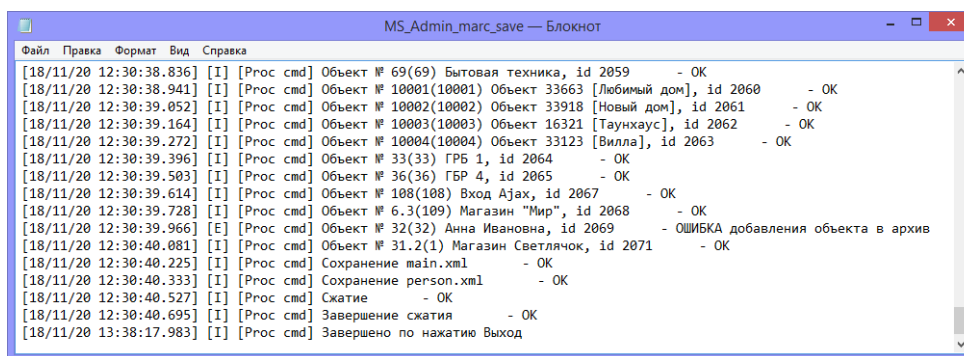 MS_Admin_marc_save — Блокнот
Файл Правка Формат Вид Справка
[18/11/20 12:30:38.836] [I] [Proc cmd] Объект № 69(69) Бытовая техника, id 2059 - OK
[18/11/20 12:30:38.941] [I] [Proc cmd] Объект № 10001(10001) Объект 33663 [Любимый дом], id 2060 - OK
[18/11/20 12:30:39.052] [I] [Proc cmd] Объект № 10002(10002) Объект 33918 [Новый дом], id 2061 - OK
[18/11/20 12:30:39.164] [I] [Proc cmd] Объект № 10003(10003) Объект 16321 [Таунхаус], id 2062 - OK
[18/11/20 12:30:39.272] [I] [Proc cmd] Объект № 10004(10004) Объект 33123 [Вилла], id 2063 - OK
[18/11/20 12:30:39.396] [I] [Proc cmd] Объект № 33(33) ГРБ 1, id 2064 - OK
[18/11/20 12:30:39.503] [I] [Proc cmd] Объект № 36(36) ГБР 4, id 2065 - OK
[18/11/20 12:30:39.614] [I] [Proc cmd] Объект № 108(108) Вход Ajax, id 2067 - OK
[18/11/20 12:30:39.728] [I] [Proc cmd] Объект № 6.3(109) Магазин "Мир", id 2068 - OK
[18/11/20 12:30:39.966] [E] [Proc cmd] Объект № 32(32) Анна Ивановна, id 2069 - ОШИБКА добавления объекта в архив
[18/11/20 12:30:40.081] [I] [Proc cmd] Объект № 31.2(1) Магазин Светлячок, id 2071 - OK
[18/11/20 12:30:40.225] [I] [Proc cmd] Сохранение main.xml - OK
[18/11/20 12:30:40.333] [I] [Proc cmd] Сохранение person.xml - OK
[18/11/20 12:30:40.527] [I] [Proc cmd] Сжатие - OK
[18/11/20 12:30:40.695] [I] [Proc cmd] Завершение сжатия - OK
[18/11/20 13:38:17.983] [I] [Proc cmd] Завершено по нажатию Выход